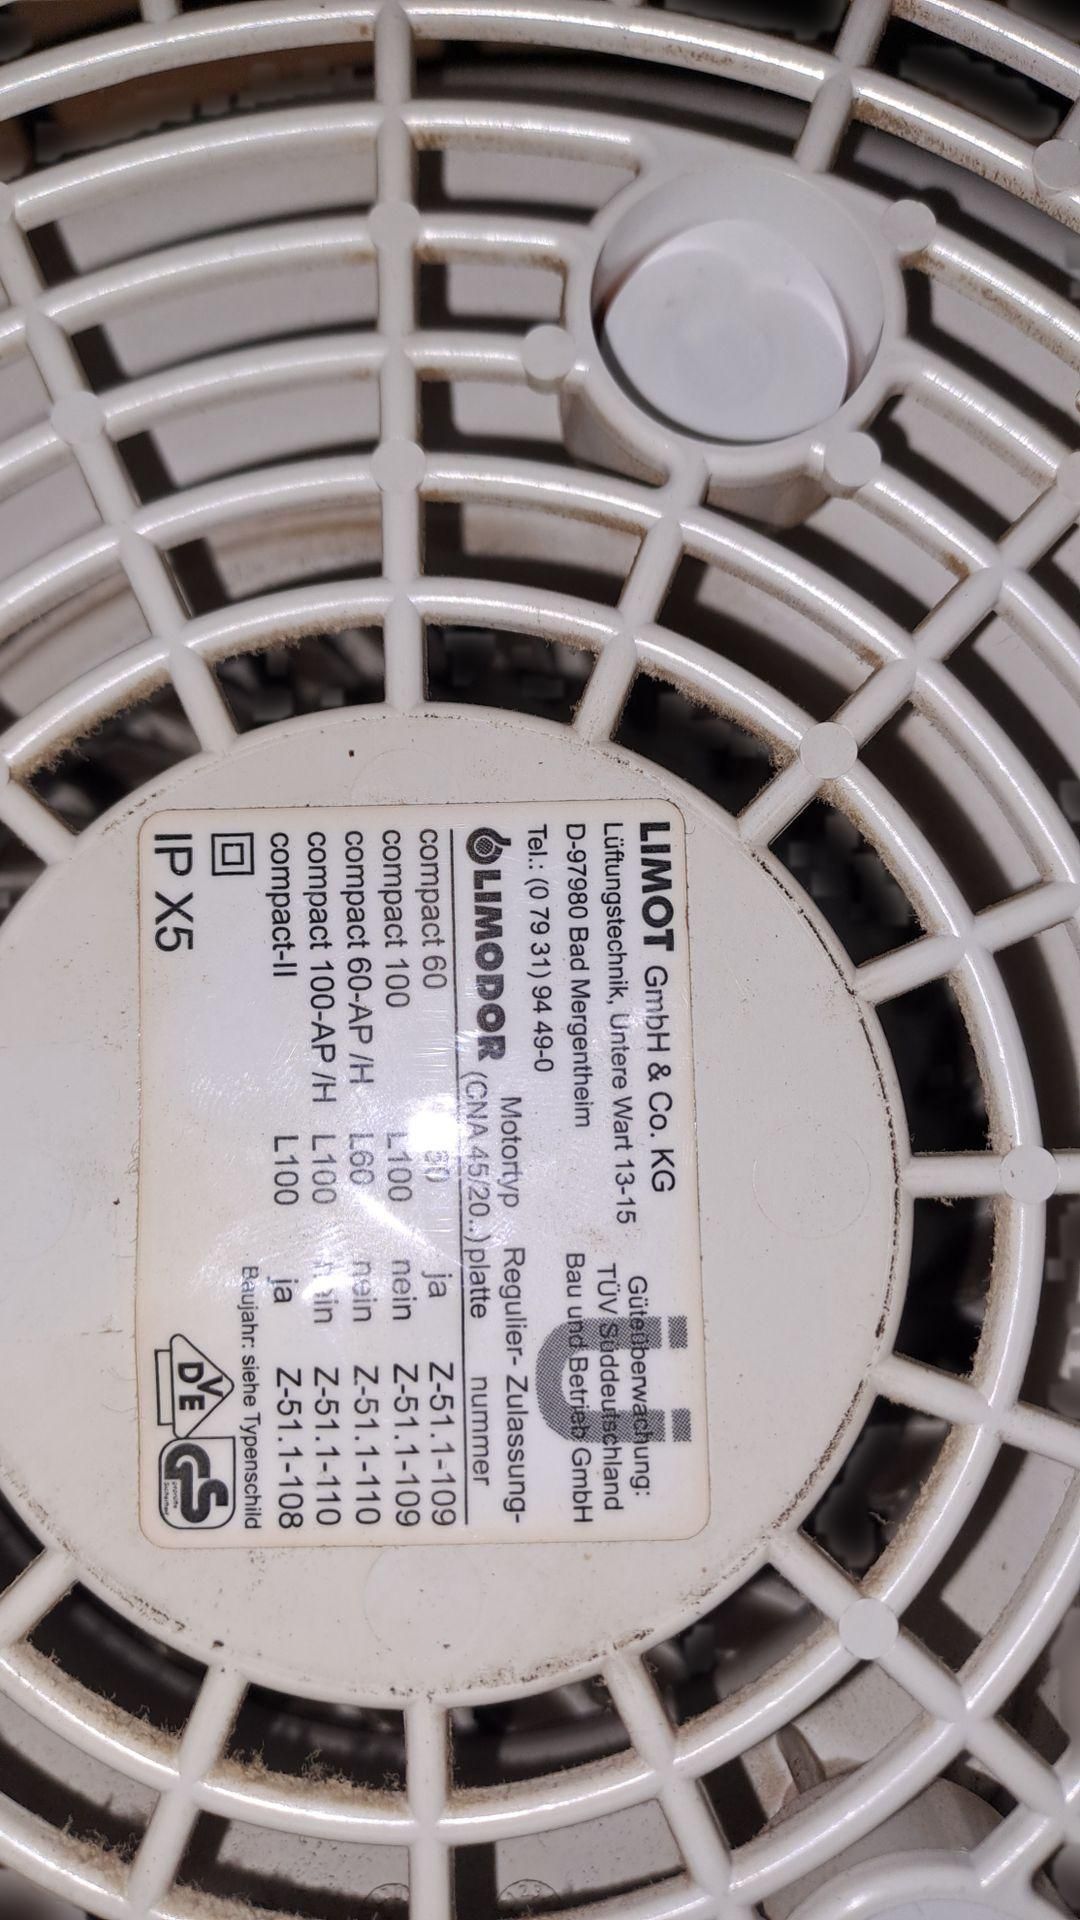 LIMOT GmbH & Co. KG
Lüftungstechnik, Untere Wart 13-15
D-97980 Bad Mergentheim
Tel.: (0 79 31) 94 49-0
Güteüberwachung:
TÜV Süddeutschland
Bau und Betrieb GmbH
Ü
LIMODOR Motortyp Regulier- Zulassung-
(CNA 45/20..) platte nummer
compact 60 ja Z-51.1-109
compact 100 L100 nein Z-51.1-109
compact 60-AP /H L60 nein Z-51.1-110
compact 100-AP /H L100 nein Z-51.1-110
compact-II L100 ja Z-51.1-108
Baujahr: siehe Typenschild
IP X5
VDE
GS
geprüfte
Sicherheit